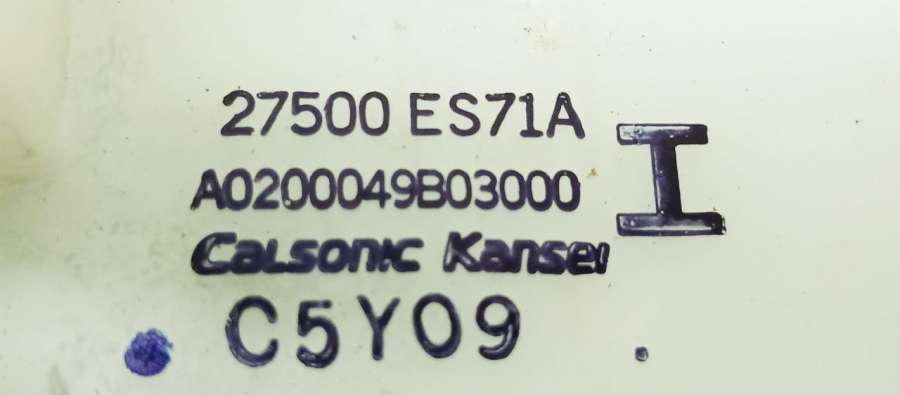 27500 ES71A
A0200049B03000
I
Calsonic Kansei
C5Y09